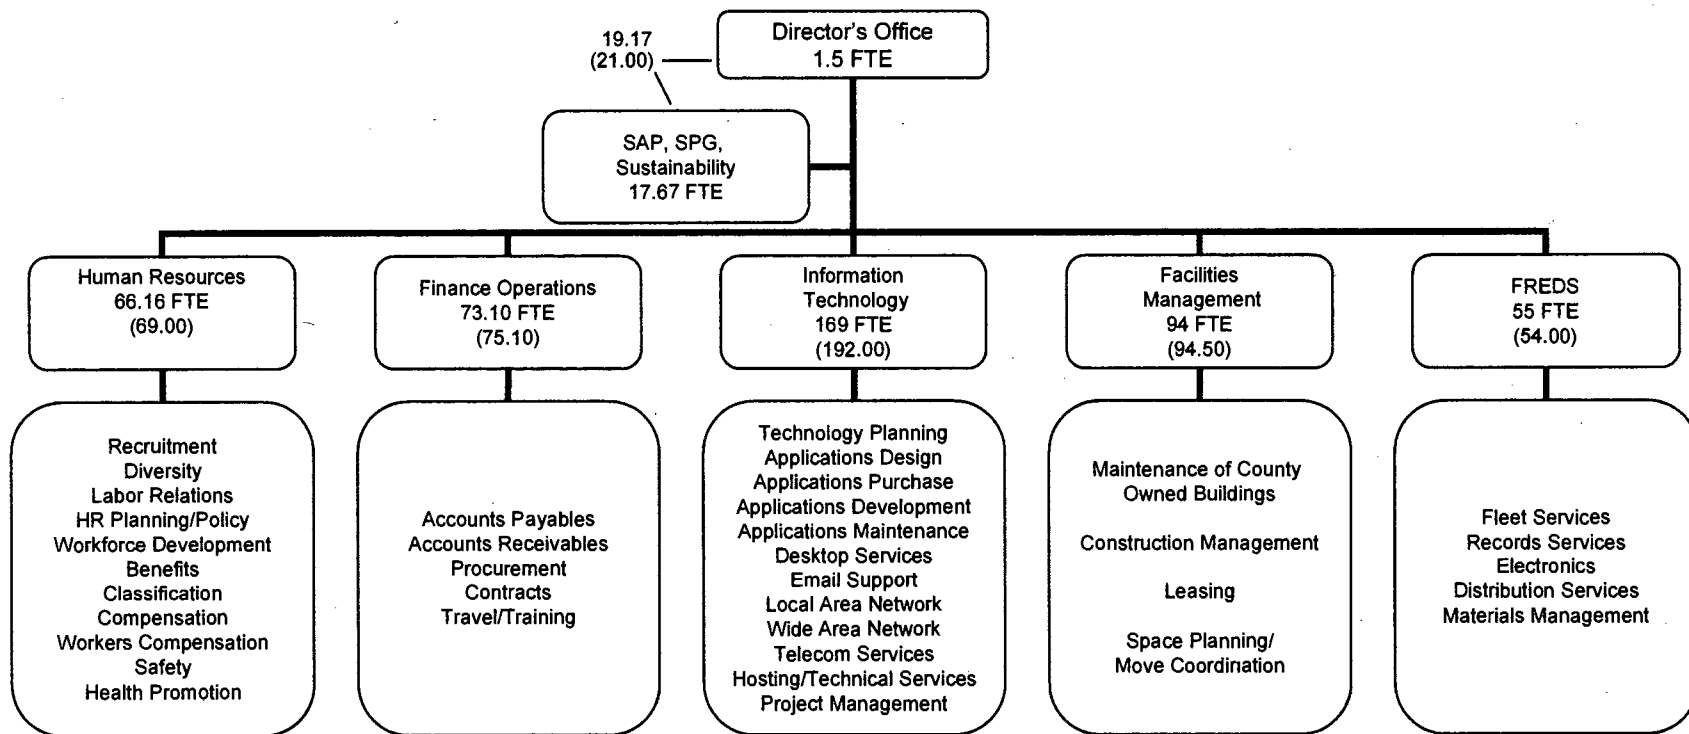 Director's Office
1.5 FTE
19.17
(21.00)
SAP, SPG,
Sustainability
17.67 FTE
Human Resources
66.16 FTE
(69.00)
Finance Operations
73.10 FTE
(75.10)
Information
Technology
169 FTE
(192.00)
Facilities
Management
94 FTE
(94.50)
FREDS
55 FTE
(54.00)
Recruitment
Diversity
Labor Relations
HR Planning/Policy
Workforce Development
Benefits
Classification
Compensation
Workers Compensation
Safety
Health Promotion
Accounts Payables
Accounts Receivables
Procurement
Contracts
Travel/Training
Technology Planning
Applications Design
Applications Purchase
Applications Development
Applications Maintenance
Desktop Services
Email Support
Local Area Network
Wide Area Network
Telecom Services
Hosting/Technical Services
Project Management
Maintenance of County
Owned Buildings
Construction Management
Leasing
Space Planning/
Move Coordination
Fleet Services
Records Services
Electronics
Distribution Services
Materials Management